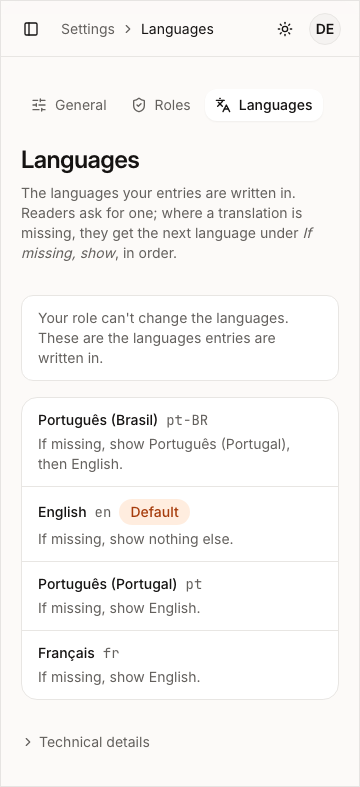 Settings > Languages
DE
General
Roles
Languages
Languages
The languages your entries are written in.
Readers ask for one; where a translation is
missing, they get the next language under If
missing, show, in order.
Your role can't change the languages.
These are the languages entries are
written in.
Português (Brasil) pt-BR
If missing, show Português (Portugal),
then English.
English en Default
If missing, show nothing else.
Português (Portugal) pt
If missing, show English.
Français fr
If missing, show English.
Technical details